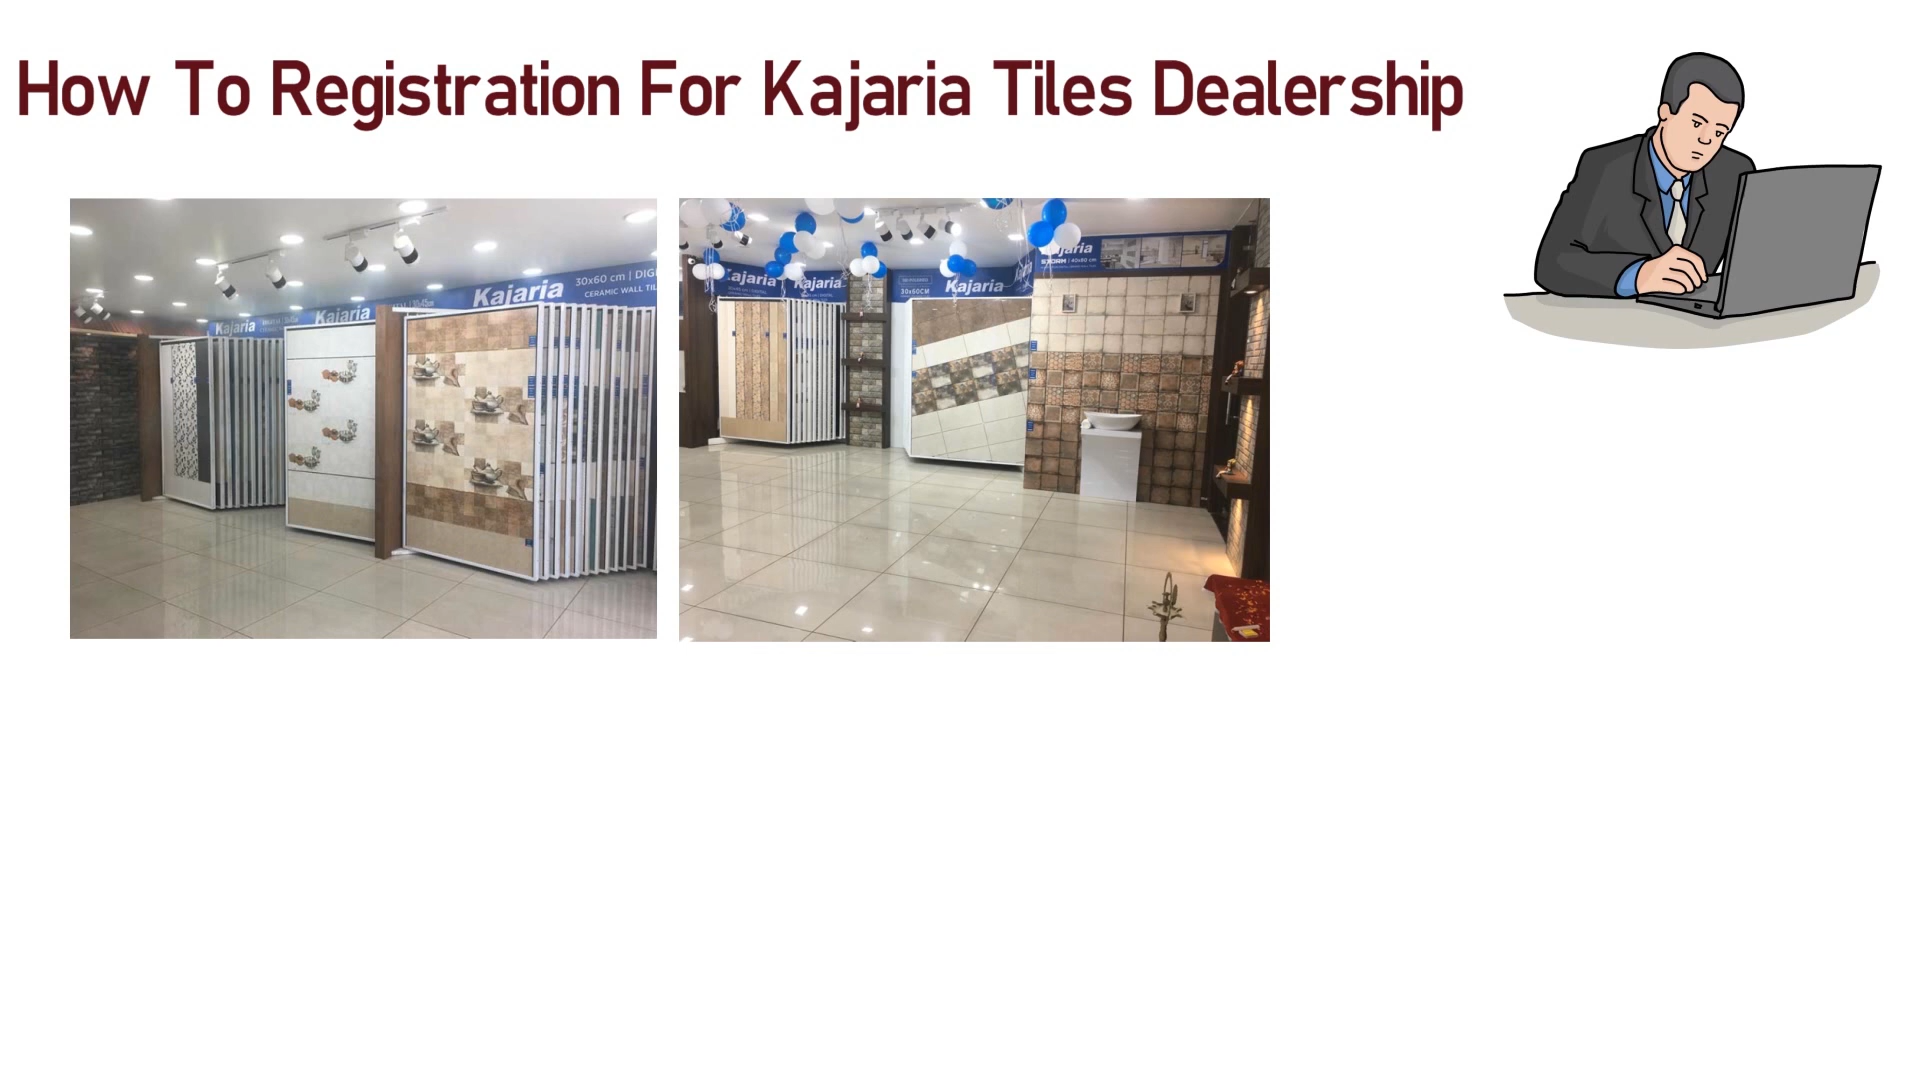 How To Registration For Kajaria Tiles Dealership
Kajaria
Kajaria
Kajaria
30x60 cm | DIGI
CERAMIC WALL TIL
Kajaria
Kajaria
30x60CM
Kajaria
jaria
STORM | 40x60 cm